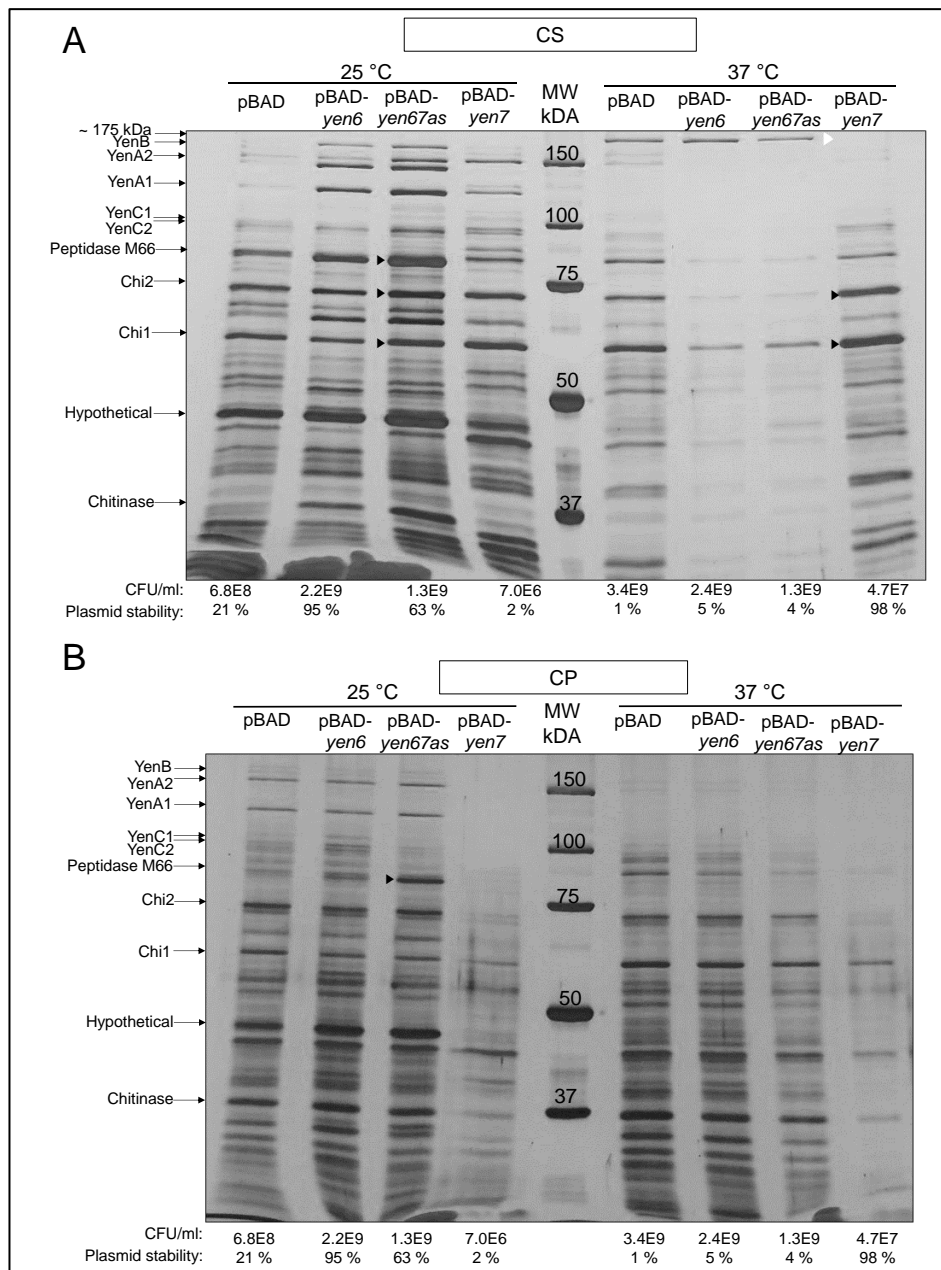 A
CS
25 °C
37 °C
pBAD
pBAD-
yen6
pBAD-
yen67as
pBAD-
yen7
MW
kDA
pBAD
pBAD-
yen6
pBAD-
yen67as
pBAD-
yen7
~ 175 kDa
YenB
YenA2
YenA1
YenC1
YenC2
Peptidase M66
Chi2
Chi1
Hypothetical
Chitinase
150
100
75
50
37
CFU/ml: 6.8E8 2.2E9 1.3E9 7.0E6 3.4E9 2.4E9 1.3E9 4.7E7
Plasmid stability: 21 % 95 % 63 % 2 % 1 % 5 % 4 % 98 %
B
CP
25 °C
37 °C
pBAD
pBAD-
yen6
pBAD-
yen67as
pBAD-
yen7
MW
kDA
pBAD
pBAD-
yen6
pBAD-
yen67as
pBAD-
yen7
YenB
YenA2
YenA1
YenC1
YenC2
Peptidase M66
Chi2
Chi1
Hypothetical
Chitinase
150
100
75
50
37
CFU/ml: 6.8E8 2.2E9 1.3E9 7.0E6 3.4E9 2.4E9 1.3E9 4.7E7
Plasmid stability: 21 % 95 % 63 % 2 % 1 % 5 % 4 % 98 %